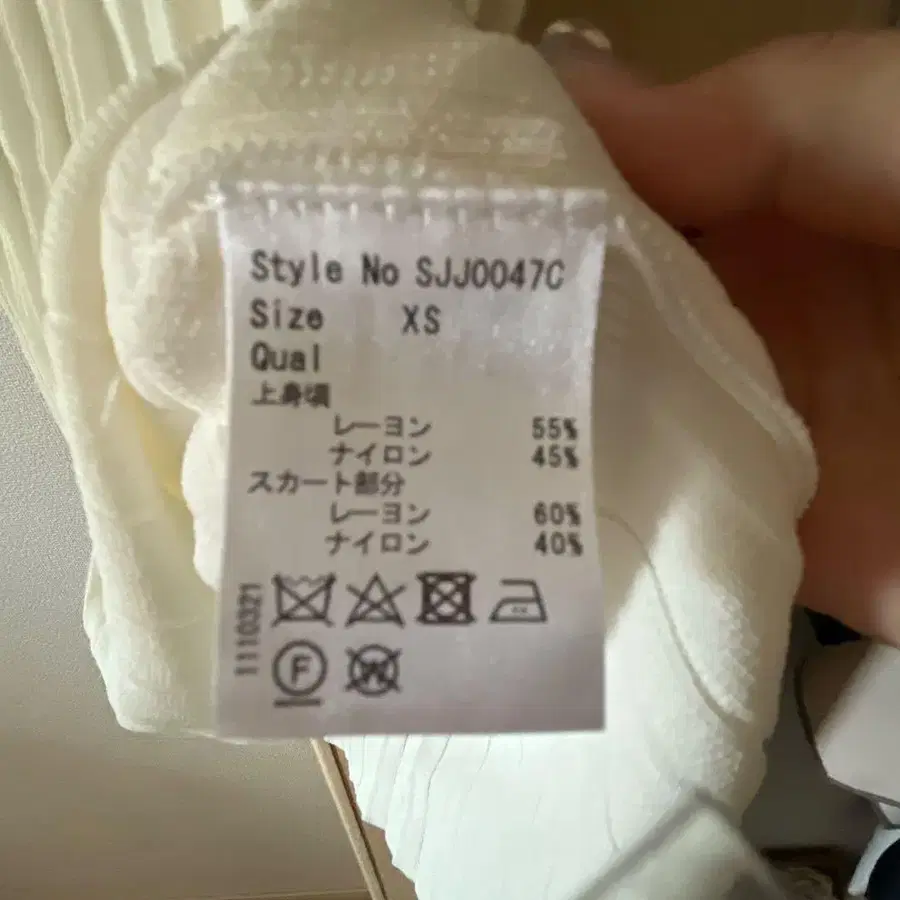 Style No SJJ0047C
Size XS
Qual
上身頃
レーヨン 55%
ナイロン 45%
スカート部分
レーヨン 60%
ナイロン 40%
1110321
F
W